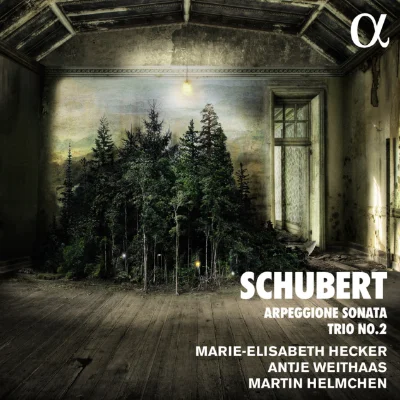 α
SCHUBERT
ARPEGGIONE SONATA
TRIO NO.2
MARIE-ELISABETH HECKER
ANTJE WEITHAAS
MARTIN HELMCHEN